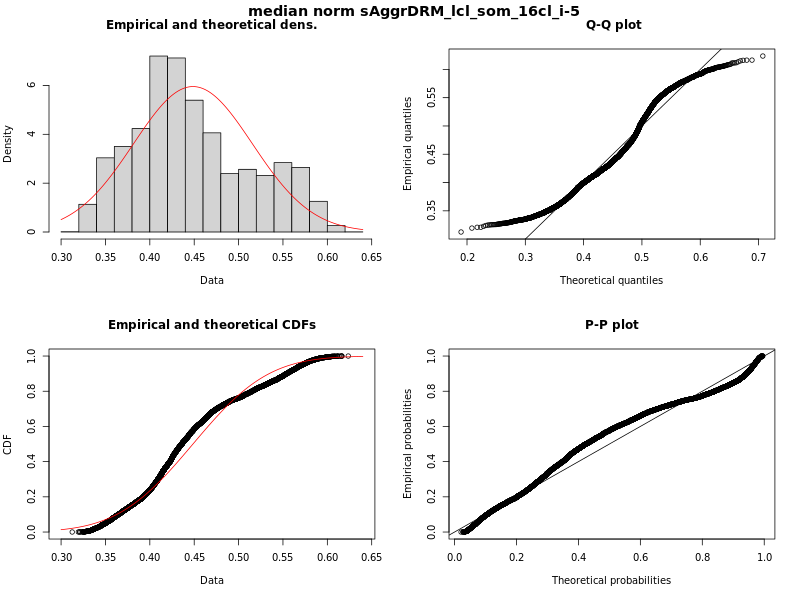 median norm sAggrDRM_lcl_som_16cl_i-5
Empirical and theoretical dens.
Density
0 2 4 6
0.30 0.35 0.40 0.45 0.50 0.55 0.60 0.65
Data
Q-Q plot
Empirical quantiles
0.35 0.45 0.55
0.2 0.3 0.4 0.5 0.6 0.7
Theoretical quantiles
Empirical and theoretical CDFs
CDF
0.0 0.2 0.4 0.6 0.8 1.0
0.30 0.35 0.40 0.45 0.50 0.55 0.60 0.65
Data
P-P plot
Empirical probabilities
0.0 0.2 0.4 0.6 0.8 1.0
0.0 0.2 0.4 0.6 0.8 1.0
Theoretical probabilities